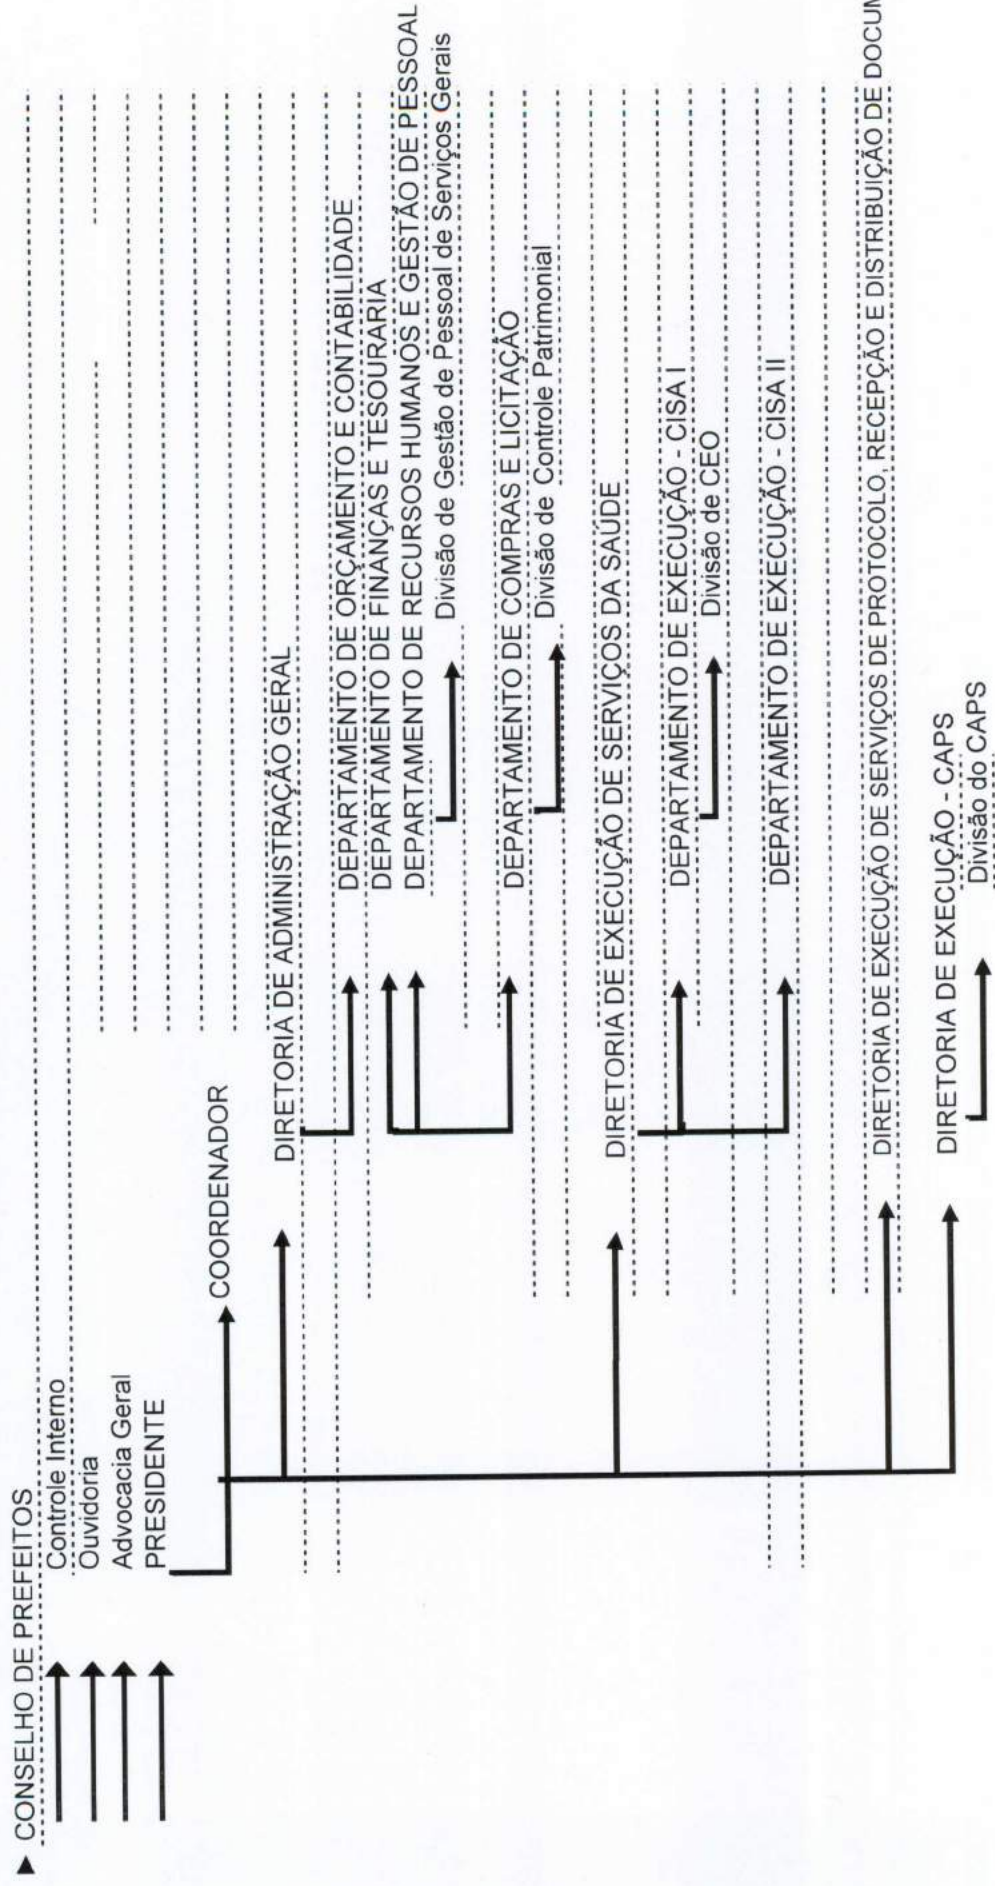 ► CONSELHO DE PREFEITOS
Controle Interno
Ouvidoria
Advocacia Geral
PRESIDENTE
COORDENADOR
DIRETORIA DE ADMINISTRAÇÃO GERAL
DEPARTAMENTO DE ORÇAMENTO E CONTABILIDADE
DEPARTAMENTO DE FINANÇAS E TESOURARIA
DEPARTAMENTO DE RECURSOS HUMANOS E GESTÃO DE PESSOAL
Divisão de Gestão de Pessoal de Serviços Gerais
DEPARTAMENTO DE COMPRAS E LICITAÇÃO
Divisão de Controle Patrimonial
DIRETORIA DE EXECUÇÃO DE SERVIÇOS DA SAÚDE
DEPARTAMENTO DE EXECUÇÃO - CISA I
Divisão de CEO
DEPARTAMENTO DE EXECUÇÃO - CISA II
DIRETORIA DE EXECUÇÃO DE SERVIÇOS DE PROTOCOLO, RECEPÇÃO E DISTRIBUIÇÃO DE DOCUM
DIRETORIA DE EXECUÇÃO - CAPS
Divisão do CAPS